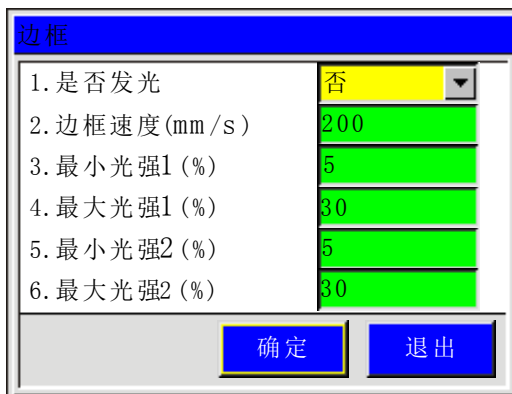 边框
1.是否发光 否
2.边框速度(mm/s) 200
3.最小光强1(%) 5
4.最大光强1(%) 30
5.最小光强2(%) 5
6.最大光强2(%) 30
确定 退出